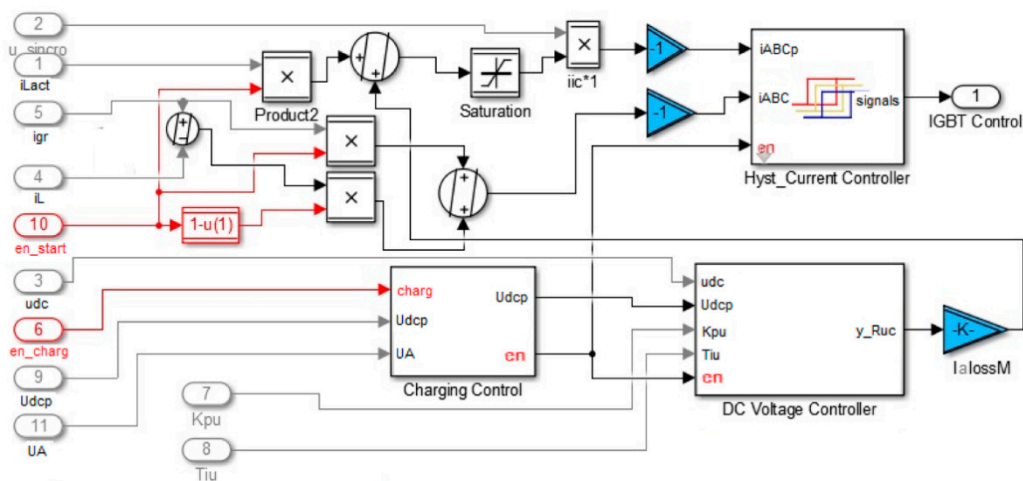 2
u_sincro
1
iLact
5
igr
4
iL
10
en_start
3
udc
6
en_charg
9
Udcp
11
UA
×
Product2
+
+
Saturation
×
iic*1
-1
-1
iABCp
iABC
en
signals
Hyst_Current Controller
1
IGBT Control
+
−
×
×
1-u(1)
+
+
charg
Udcp
UA
Udcp
en
Charging Control
7
Kpu
8
Tiu
udc
Udcp
Kpu
Tiu
en
y_Ruc
DC Voltage Controller
-K-
IalossM